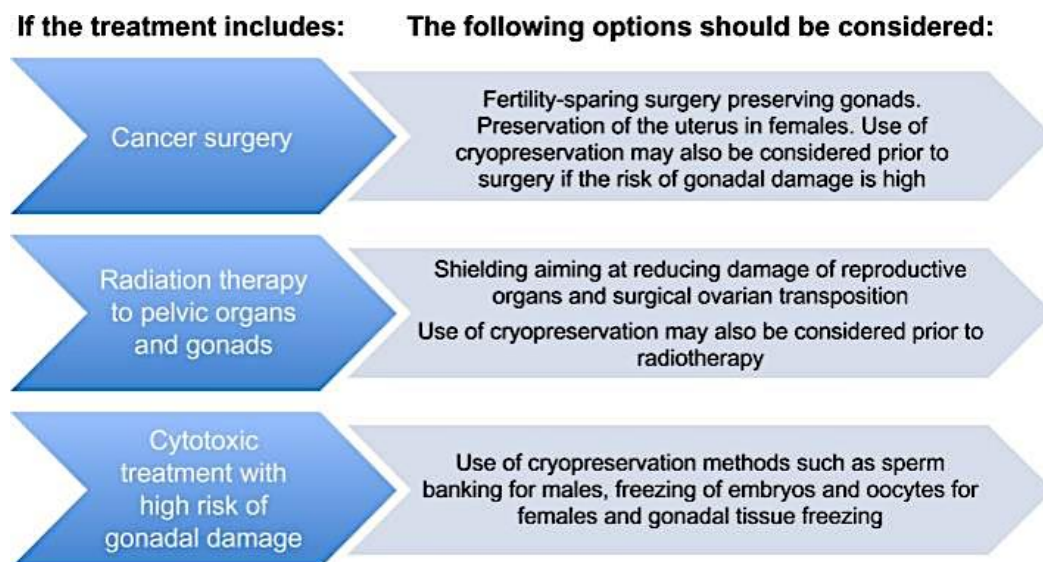 If the treatment includes:
The following options should be considered:
Cancer surgery
Fertility-sparing surgery preserving gonads.
Preservation of the uterus in females. Use of
cryopreservation may also be considered prior to
surgery if the risk of gonadal damage is high
Radiation therapy
to pelvic organs
and gonads
Shielding aiming at reducing damage of reproductive
organs and surgical ovarian transposition
Use of cryopreservation may also be considered prior to
radiotherapy
Cytotoxic
treatment with
high risk of
gonadal damage
Use of cryopreservation methods such as sperm
banking for males, freezing of embryos and oocytes for
females and gonadal tissue freezing